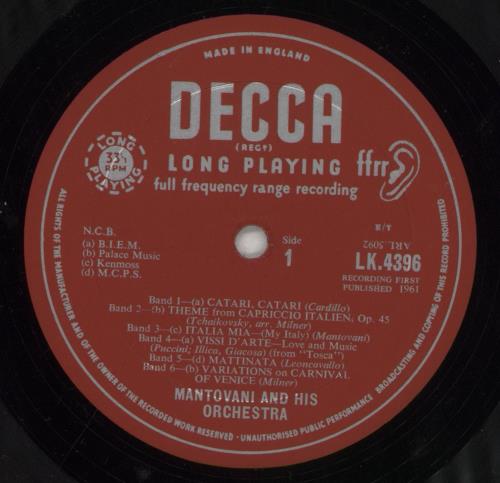 MADE IN ENGLAND
DECCA
(REGᴰ)
LONG PLAYING
full frequency range recording
ffrr
LONG
33⅓
RPM
PLAYING
N.C.B.
(a) B.I.E.M.
(b) Palace Music
(c) Kenmoss
(d) M.C.P.S.
Side
1
E/T
ARL.5092
LK.4396
RECORDING FIRST
PUBLISHED 1961
Band 1—(a) CATARI, CATARI (Cardillo)
Band 2—(b) THEME from CAPRICCIO ITALIEN, Op. 45
(Tchaikovsky, arr. Milner)
Band 3—(c) ITALIA MIA—(My Italy) (Mantovani)
Band 4—(a) VISSI D'ARTE—Love and Music
(Puccini; Illica, Giacosa) (from "Tosca")
Band 5—(d) MATTINATA (Leoncavallo)
Band 6—(b) VARIATIONS on CARNIVAL
OF VENICE (Milner)
MANTOVANI AND HIS
ORCHESTRA
ALL RIGHTS OF THE MANUFACTURER AND OF THE OWNER OF THE RECORDED WORK RESERVED · UNAUTHORISED PUBLIC PERFORMANCE BROADCASTING AND COPYING OF THIS RECORD PROHIBITED